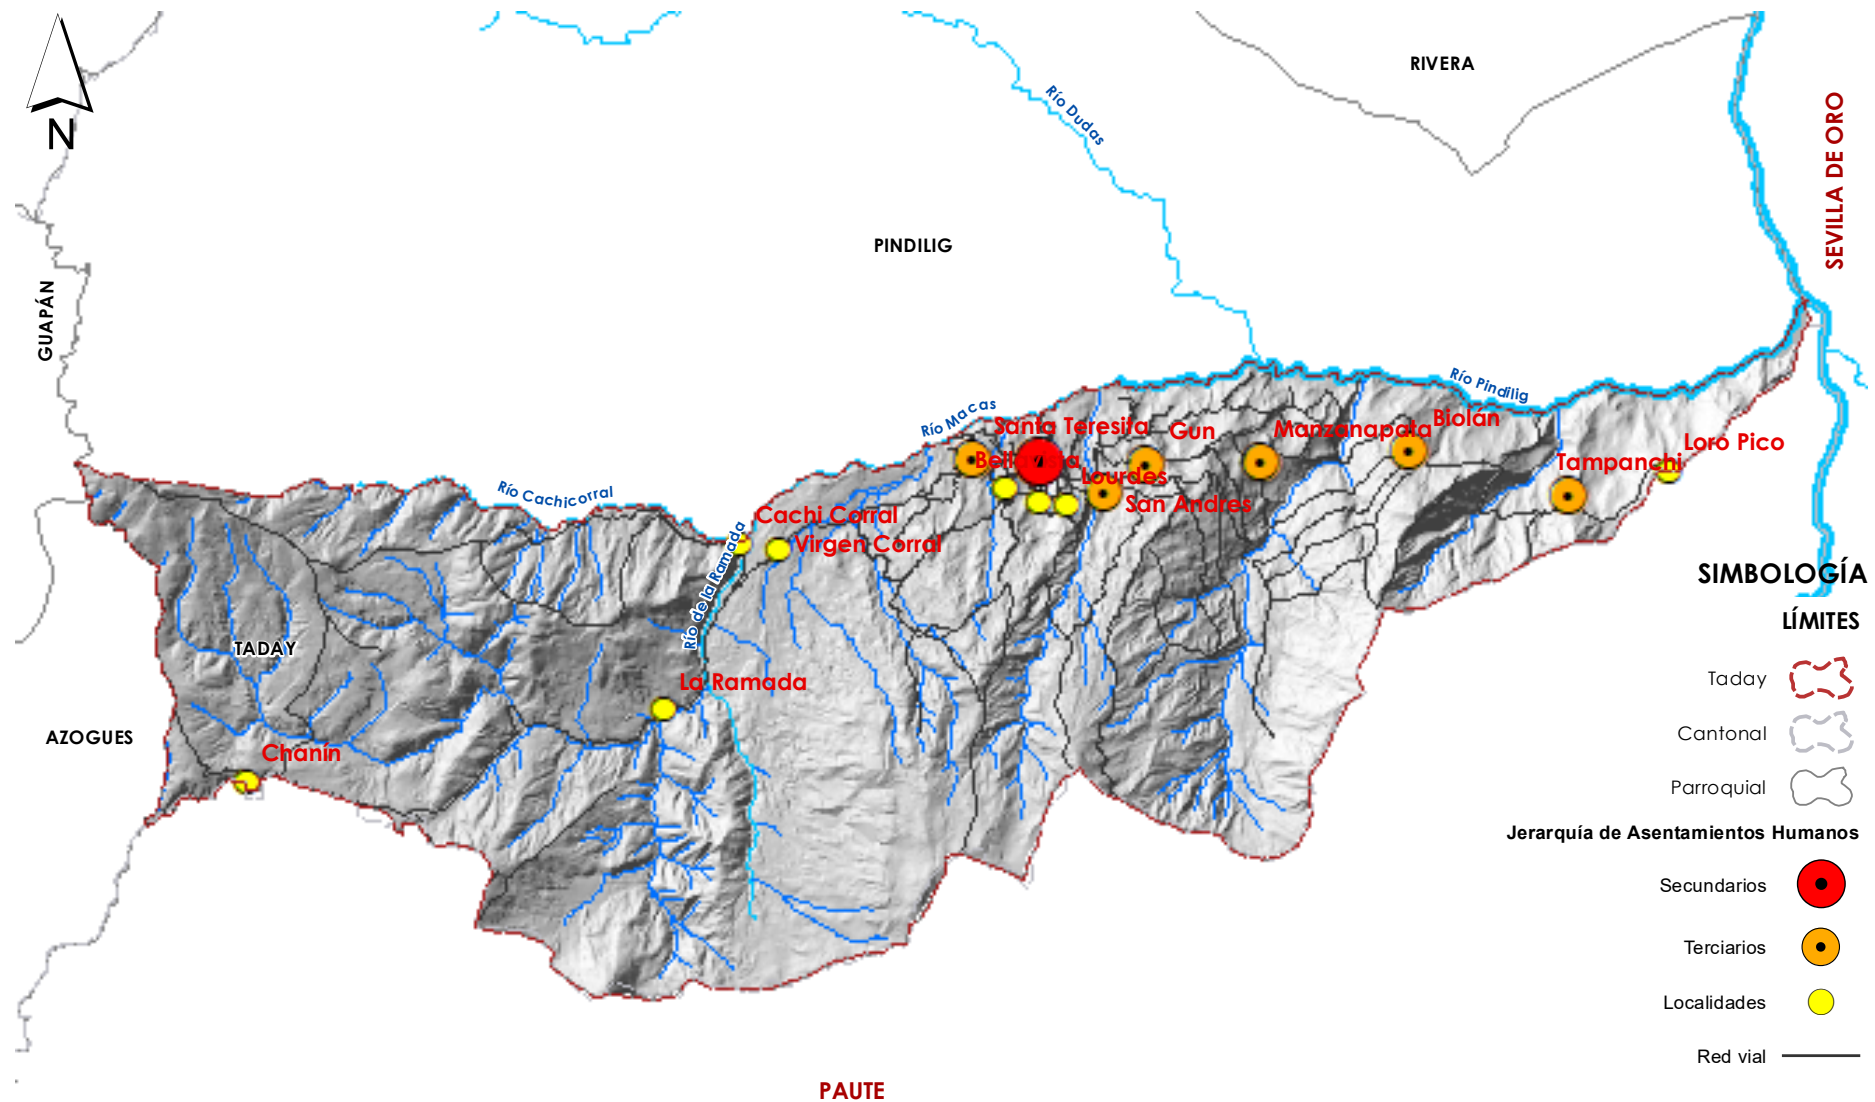 RIVERA
Río Dudas
SEVILLA DE ORO
N
PINDILIG
GUAPÁN
Río Pindilig
Río Macas
Santa Teresita
Gun
Manzanapata
Biolán
Loro Pico
Bellavista
Tampanchi
Lourdes
San Andres
Río Cachicorral
Cachi Corral
Virgen Corral
Río de la Ramada
TADAY
La Ramada
AZOGUES
Chanín
PAUTE
SIMBOLOGÍA
LÍMITES
Taday
Cantonal
Parroquial
Jerarquía de Asentamientos Humanos
Secundarios
Terciarios
Localidades
Red vial